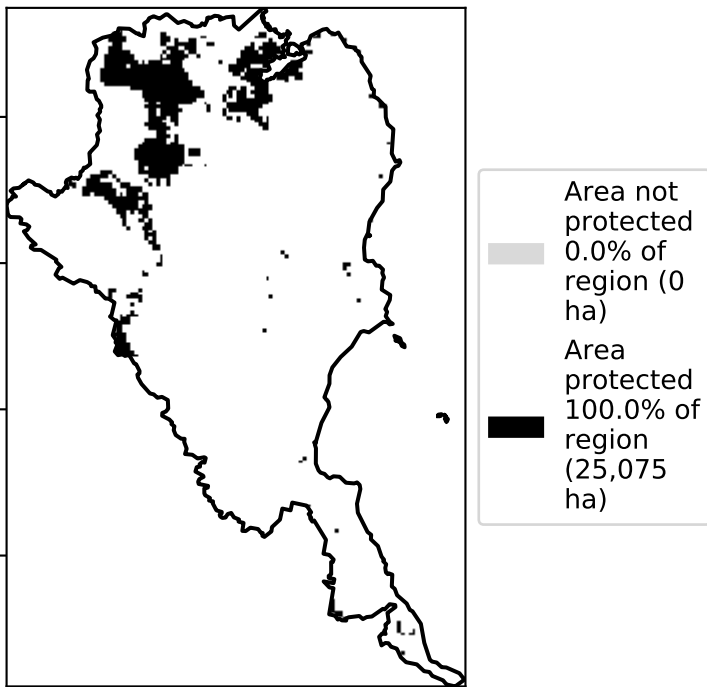 Area not
protected
0.0% of
region (0
ha)
Area
protected
100.0% of
region
(25,075
ha)